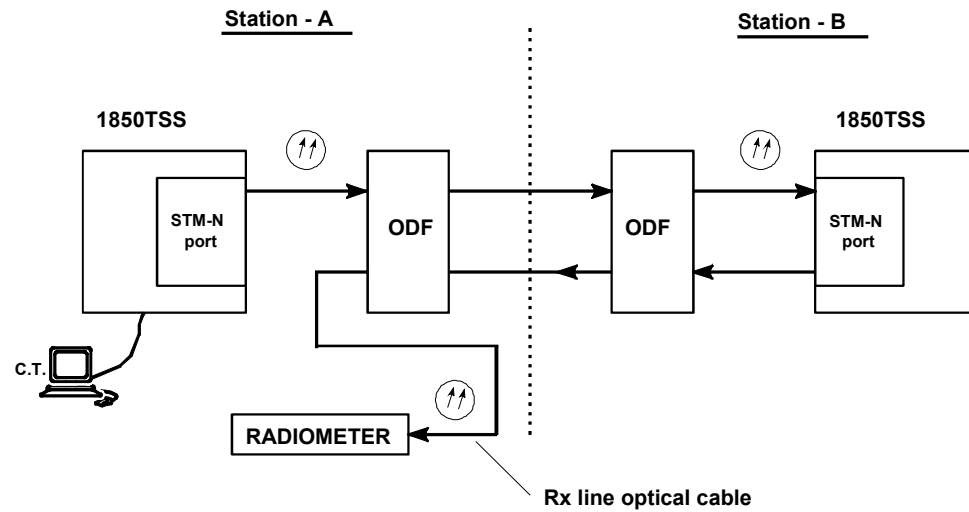 Station - A
Station - B
1850TSS
1850TSS
STM-N
port
ODF
ODF
STM-N
port
C.T.
RADIOMETER
Rx line optical cable